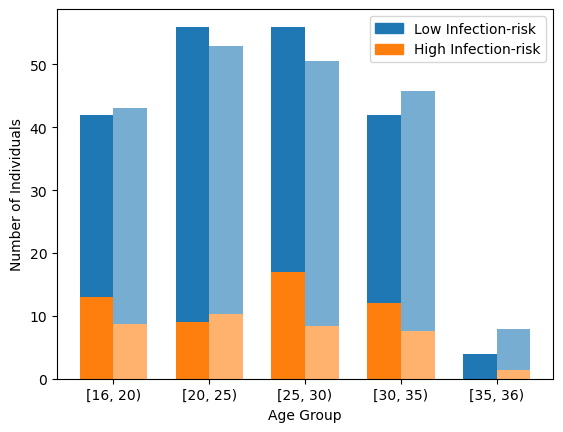 Low Infection-risk
High Infection-risk
50
40
30
20
10
0
Number of Individuals
[16, 20)
[20, 25)
[25, 30)
[30, 35)
[35, 36)
Age Group